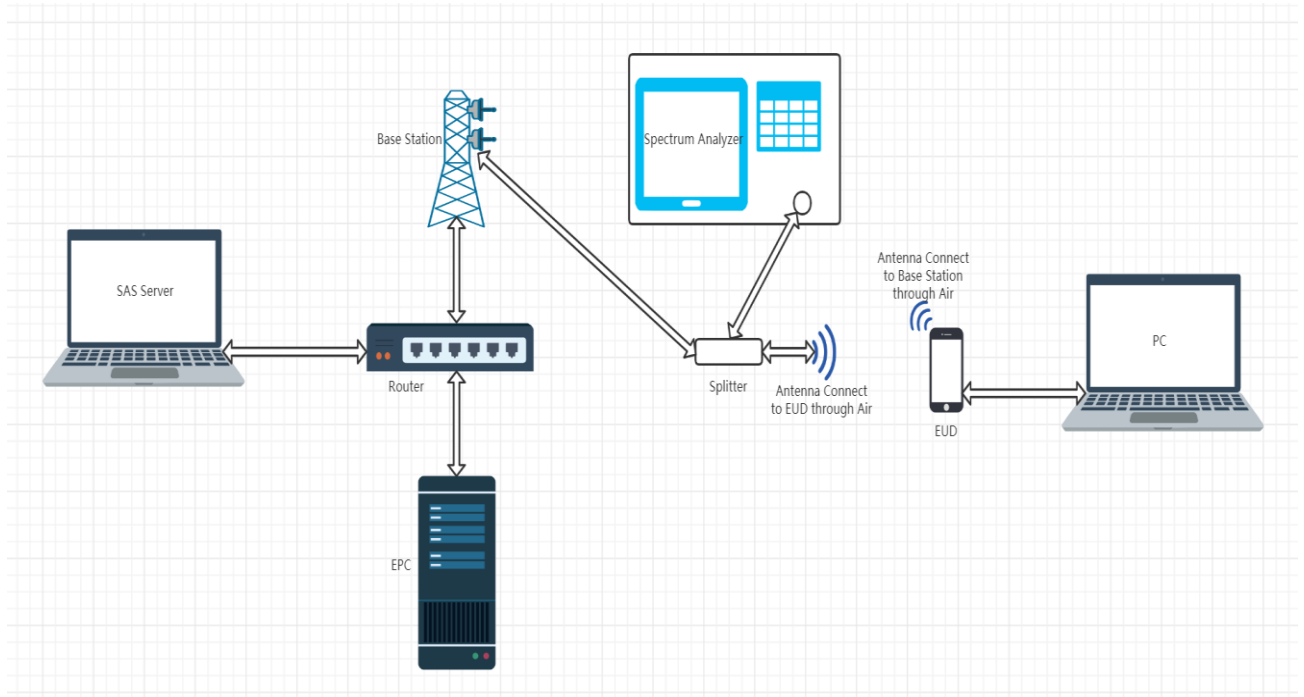 Base Station
Spectrum Analyzer
SAS Server
Antenna Connect
to Base Station
through Air
PC
Router
Splitter
Antenna Connect
to EUD through Air
EUD
EPC